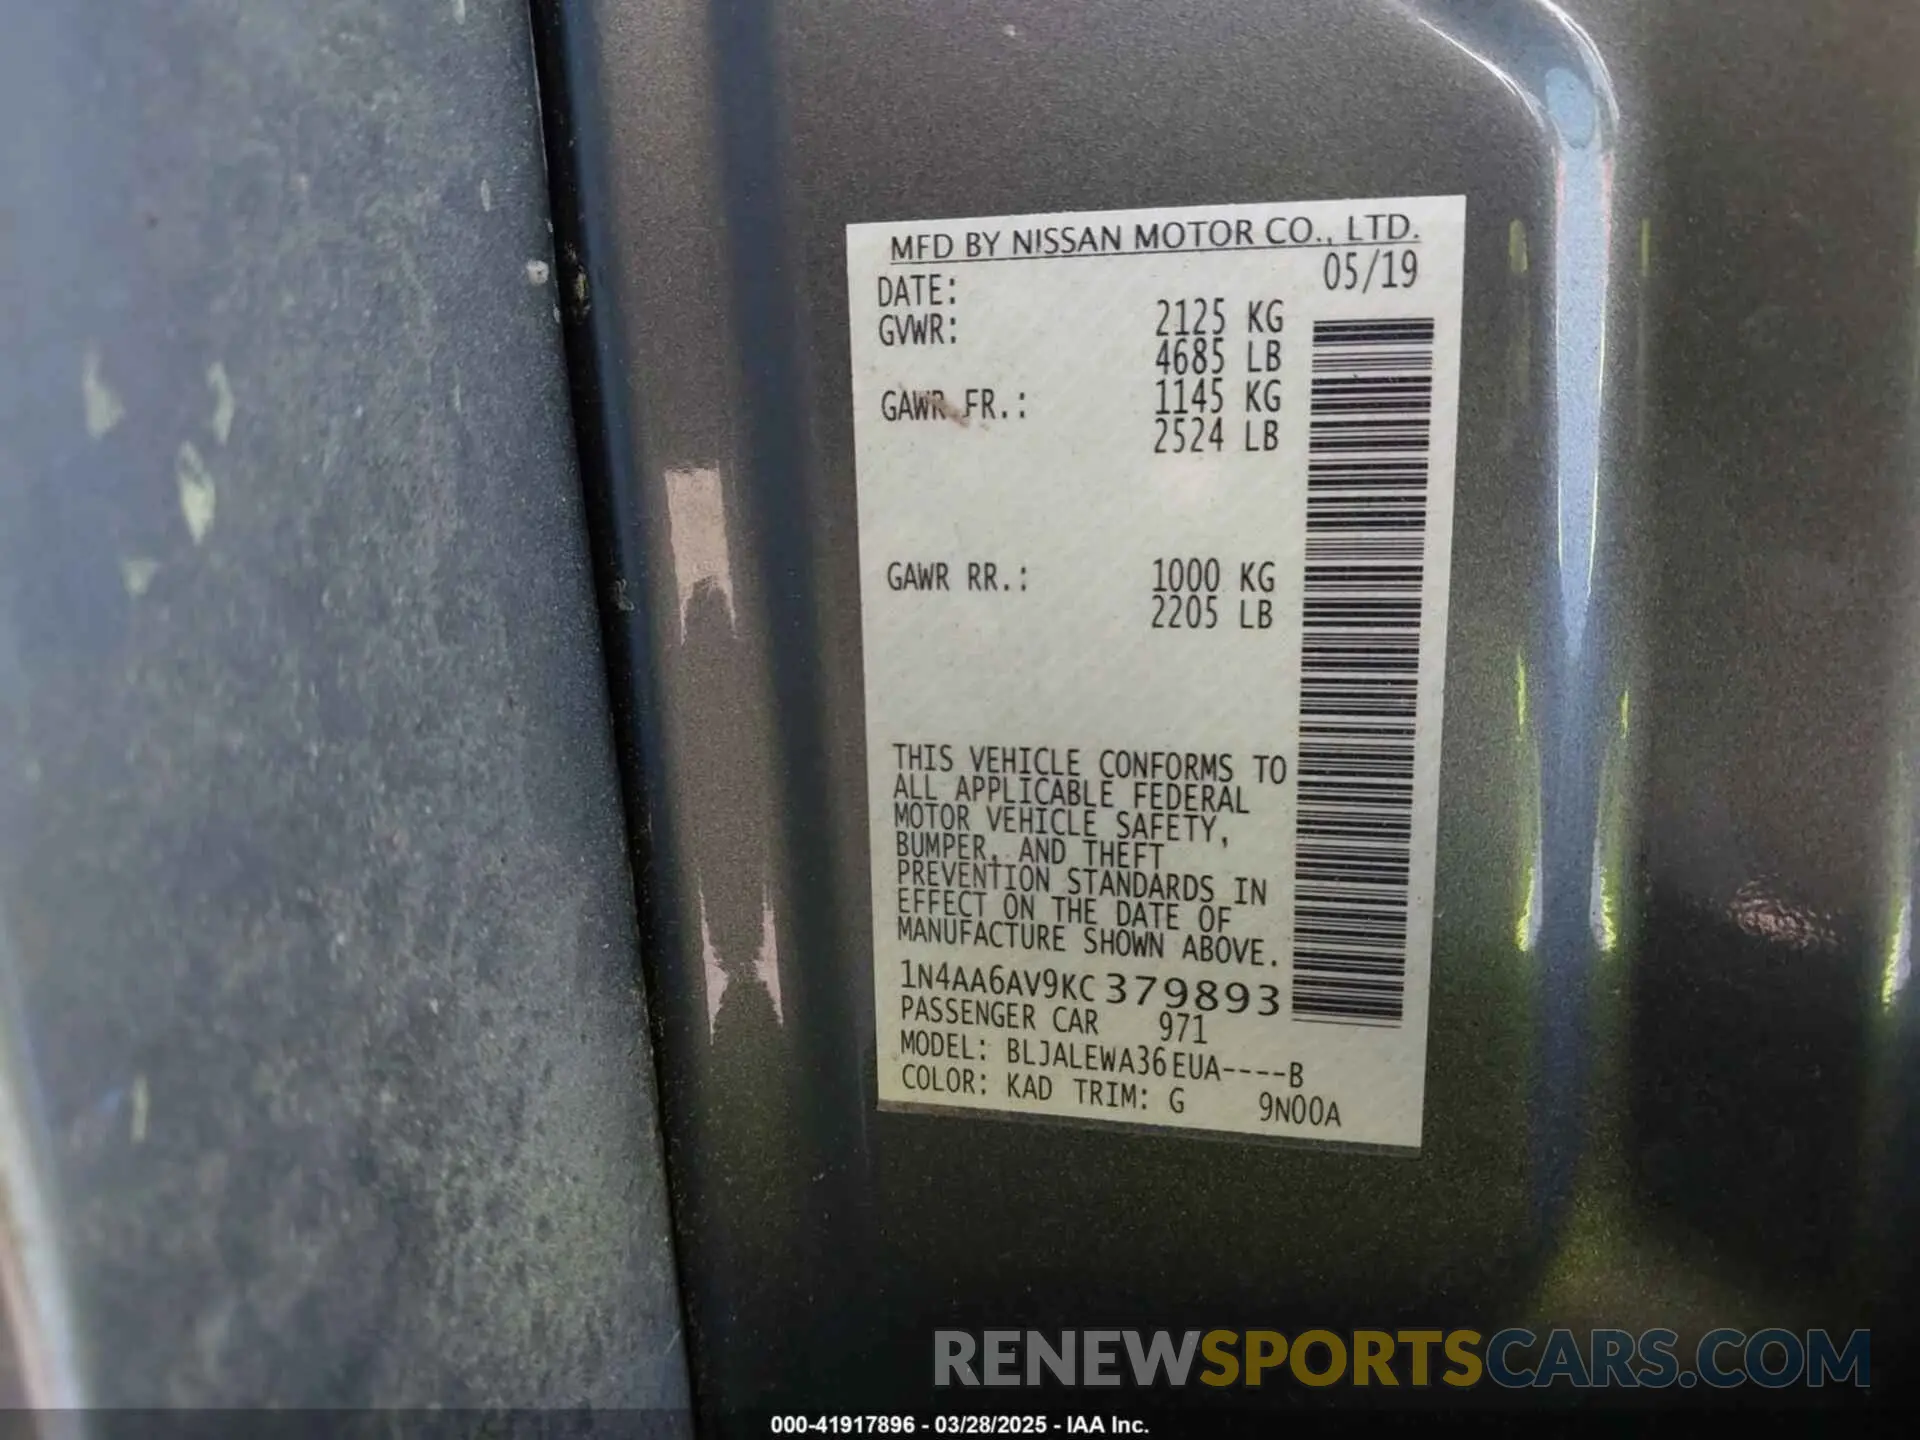 MFD BY NISSAN MOTOR CO., LTD.
DATE: 05/19
GVWR: 2125 KG
4685 LB
GAWR FR.: 1145 KG
2524 LB
GAWR RR.: 1000 KG
2205 LB
THIS VEHICLE CONFORMS TO
ALL APPLICABLE FEDERAL
MOTOR VEHICLE SAFETY,
BUMPER, AND THEFT
PREVENTION STANDARDS IN
EFFECT ON THE DATE OF
MANUFACTURE SHOWN ABOVE.
1N4AA6AV9KC379893
PASSENGER CAR 971
MODEL: BLJALEWA36EUA----B
COLOR: KAD TRIM: G 9N00A
RENEWSPORTSCARS.COM
000-41917896 - 03/28/2025 - IAA Inc.